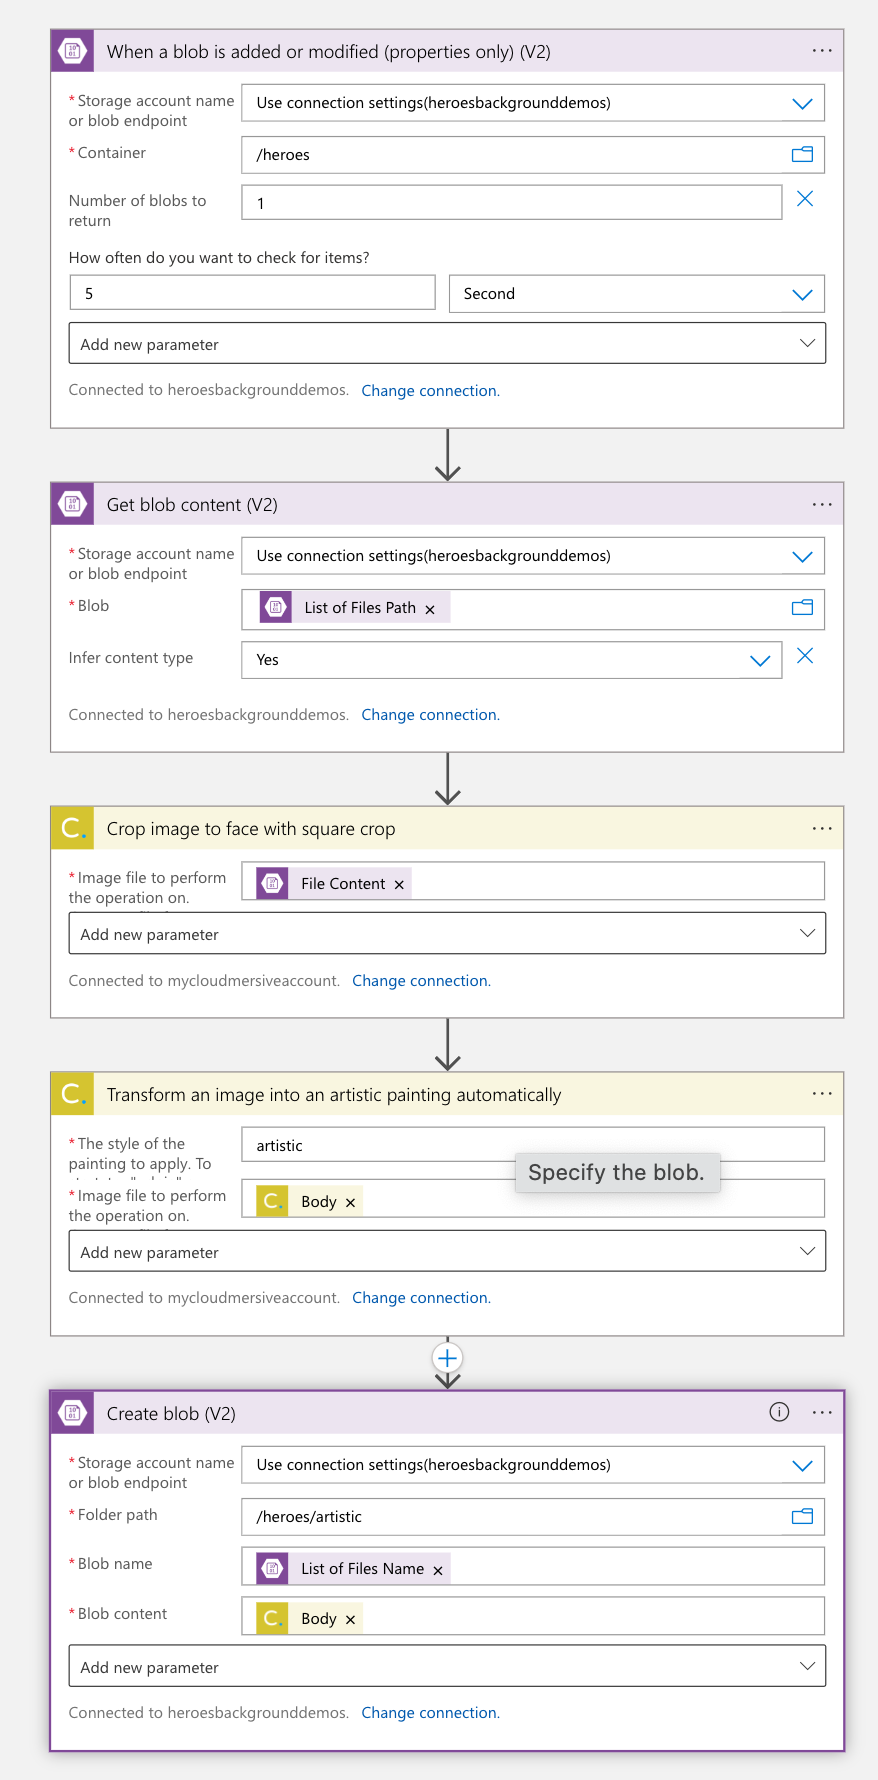 When a blob is added or modified (properties only) (V2)
* Storage account name
or blob endpoint
Use connection settings(heroesbackgrounddemos)
* Container
/heroes
Number of blobs to
return
1
How often do you want to check for items?
5
Second
Add new parameter
Connected to heroesbackgrounddemos. Change connection.
Get blob content (V2)
* Storage account name
or blob endpoint
Use connection settings(heroesbackgrounddemos)
* Blob
List of Files Path ×
Infer content type
Yes
Connected to heroesbackgrounddemos. Change connection.
C. Crop image to face with square crop
* Image file to perform
the operation on.
File Content ×
Add new parameter
Connected to mycloudmersiveaccount. Change connection.
C. Transform an image into an artistic painting automatically
* The style of the
painting to apply. To
artistic
Specify the blob.
* Image file to perform
the operation on.
C. Body ×
Add new parameter
Connected to mycloudmersiveaccount. Change connection.
Create blob (V2)
* Storage account name
or blob endpoint
Use connection settings(heroesbackgrounddemos)
* Folder path
/heroes/artistic
* Blob name
List of Files Name ×
* Blob content
C. Body ×
Add new parameter
Connected to heroesbackgrounddemos. Change connection.